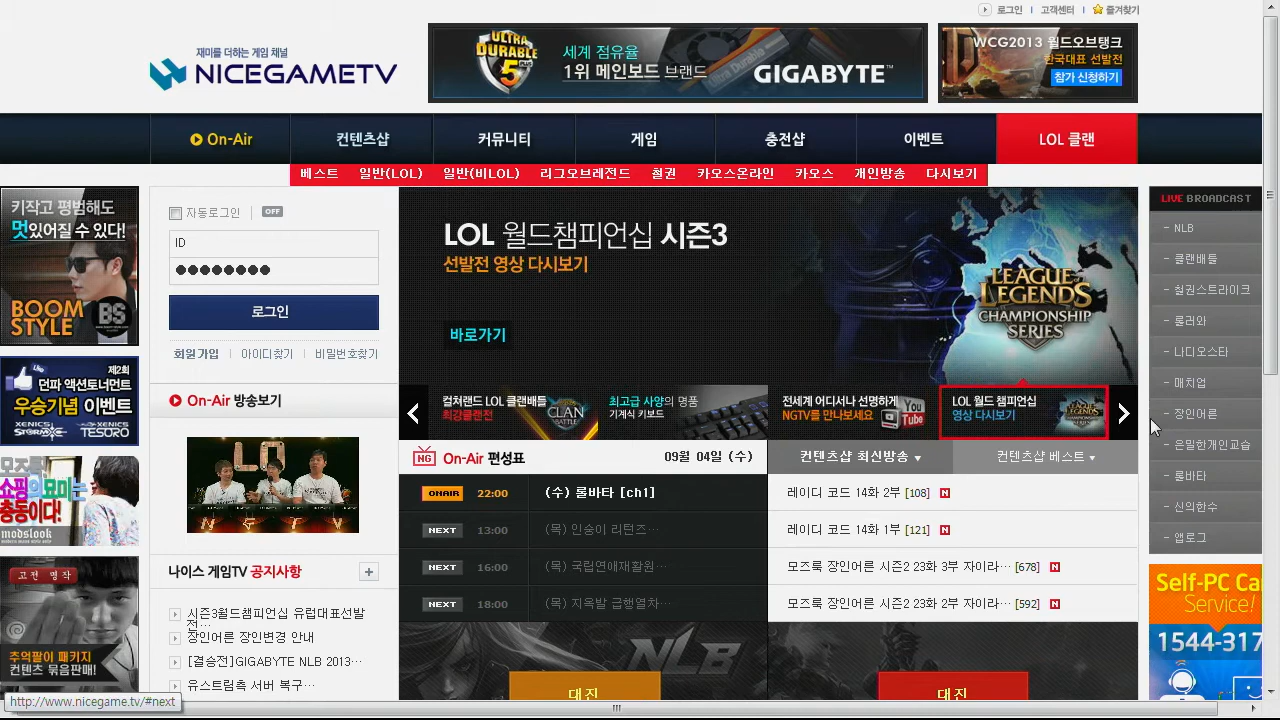 로그인
고객센터
즐겨찾기
재미를 더하는 게임 채널
NICEGAMETV
ULTRA DURABLE 5 PLUS
세계 점유율
1위 메인보드 브랜드
Ultra Durable
GIGABYTE™
WCG2013 월드오브탱크
한국대표 선발전
참가 신청하기
On-Air
컨텐츠샵
커뮤니티
게임
충전샵
이벤트
LOL 클랜
베스트
일반(LOL)
일반(비LOL)
리그오브레전드
철권
카오스온라인
카오스
개인방송
다시보기
키작고 평범해도
멋있어질 수 있다!
BOOM STYLE
BS
자동로그인
OFF
ID
●●●●●●●●
로그인
회원가입
아이디찾기
비밀번호찾기
LOL 월드챔피언십 시즌3
선발전 영상 다시보기
바로가기
LEAGUE of LEGENDS
CHAMPIONSHIP
SERIES
LIVE BROADCAST
- NLB
- 클랜배틀
- 철권스트라이크
- 롤러와
- 나디오스타
- 매치업
- 장인어른
- 은밀한개인교습
- 롤바타
- 신의한수
- 앱로그
제2회
던파 액션토너먼트
우승기념 이벤트
XENICS STORMX
XENICS TESORO
On-Air 방송보기
컬쳐랜드 LOL 클랜배틀
최강클랜전
CLAN
최고급 사양의 명품
기계식 키보드
전세계 어디서나 선명하게
NGTV를 만나보세요
You Tube
LOL 월드 챔피언십
영상 다시보기
NG On-Air 편성표
09월 04일 (수)
컨텐츠샵 최신방송
컨텐츠샵 베스트
ONAIR 22:00 (수) 롤바타 [ch1]
NEXT 13:00 (목) 인숭이 리턴즈…
NEXT 16:00 (목) 국립연애재활원…
NEXT 18:00 (목) 지옥발 급행열차…
레이디 코드 14화 2부 [108] N
레이디 코드 14화 1부 [121] N
모즈룩 장인어른 시즌2 23화 3부 자이라… [678] N
모즈룩 장인어른 시즌2 23화 2부 자이라… [592] N
모즈룩,
쇼핑의 묘미는
충동이다!
modslook
고전 명작
추억팔이 패키지
컨텐츠 묶음판매!
나이스 게임TV 공지사항
시즌3월드챔피언십 유럽대표선발
전…
장인어른 장인변경 안내
[결승전]GIGABYTE NLB 2013…
유스트림측 서버 복구…
NLB
대진
대진
Self-PC Ca
Service!
1544-317
http://www.nicegame.tv/#next